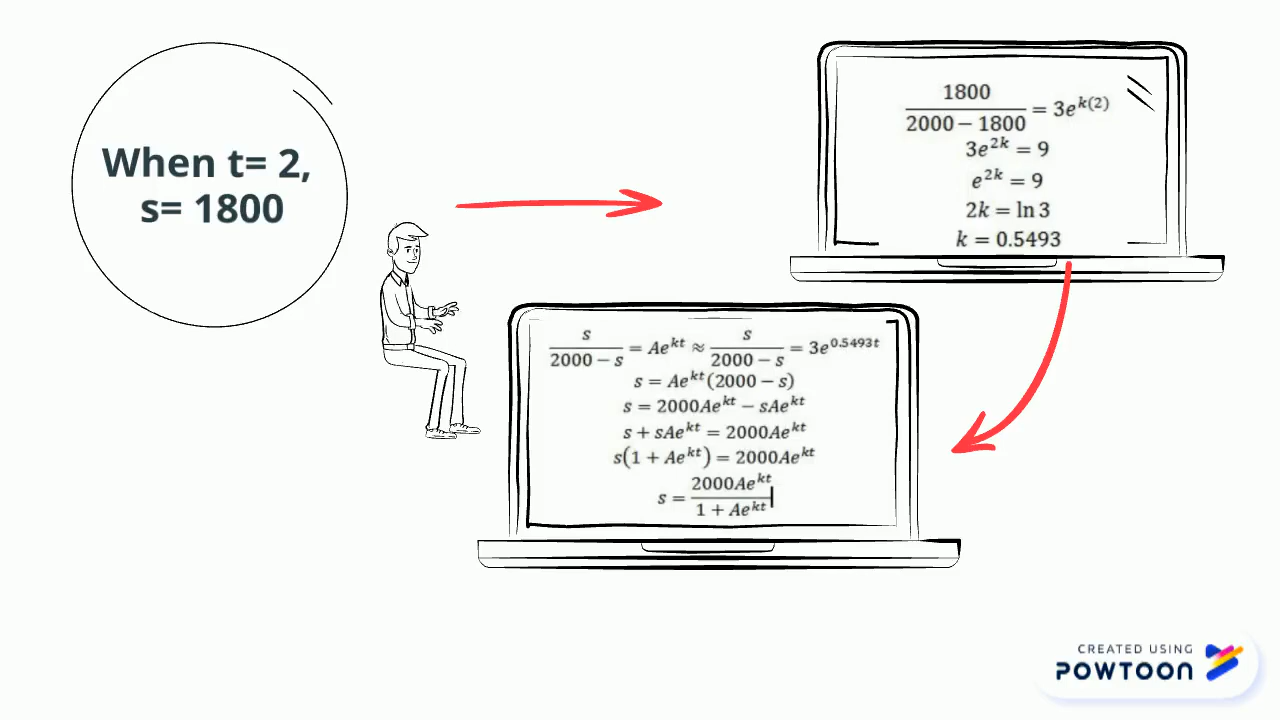 When t= 2,
s= 1800
1800
2000 − 1800 = 3e^k(2)
3e^2k = 9
e^2k = 9
2k = ln 3
k = 0.5493
s/(2000 − s) = Ae^kt ≈ s/(2000 − s) = 3e^0.5493t
s = Ae^kt(2000 − s)
s = 2000Ae^kt − sAe^kt
s + sAe^kt = 2000Ae^kt
s(1 + Ae^kt) = 2000Ae^kt
s = 2000Ae^kt/(1 + Ae^kt)
CREATED USING
POWTOON